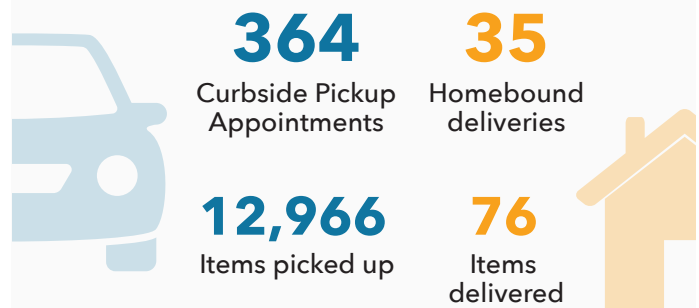 364
Curbside Pickup
Appointments
35
Homebound
deliveries
12,966
Items picked up
76
Items
delivered